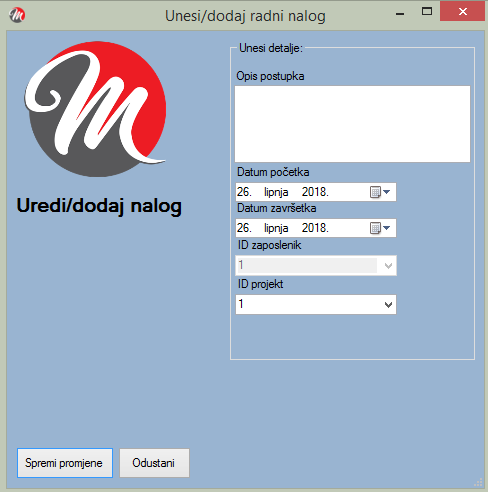 Unesi/dodaj radni nalog
M
Uredi/dodaj nalog
Unesi detalje:
Opis postupka
Datum početka
26. lipnja 2018.
Datum završetka
26. lipnja 2018.
ID zaposlenik
1
ID projekt
1
Spremi promjene
Odustani